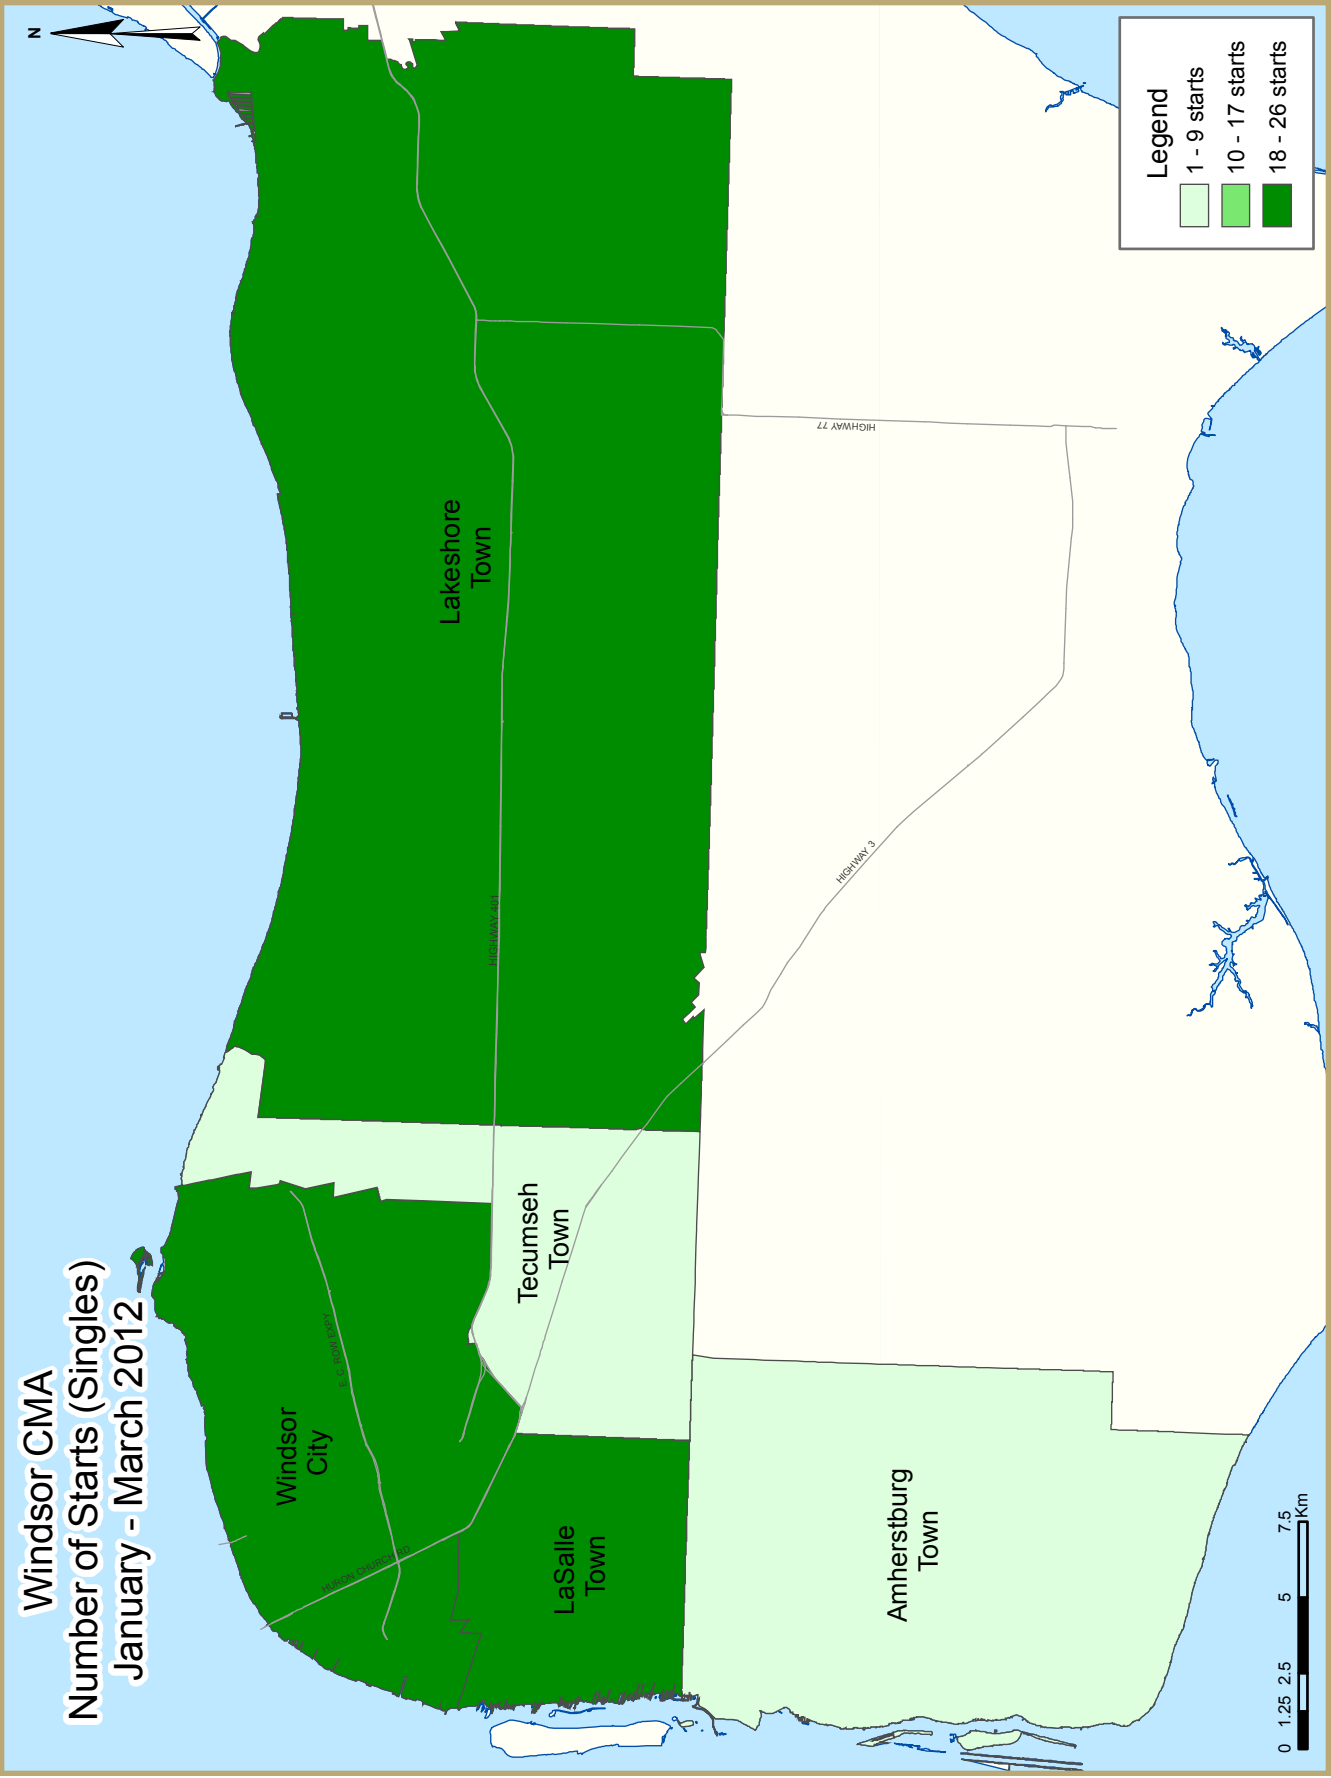 Windsor CMA
Number of Starts (Singles)
January - March 2012
N
Windsor
City
E. C. ROW EXPY
HURON CHURCH RD
LaSalle
Town
Tecumseh
Town
Lakeshore
Town
HIGHWAY 401
Amherstburg
Town
HIGHWAY 3
HIGHWAY 77
0 1.25 2.5 5 7.5
Km
Legend
1 - 9 starts
10 - 17 starts
18 - 26 starts